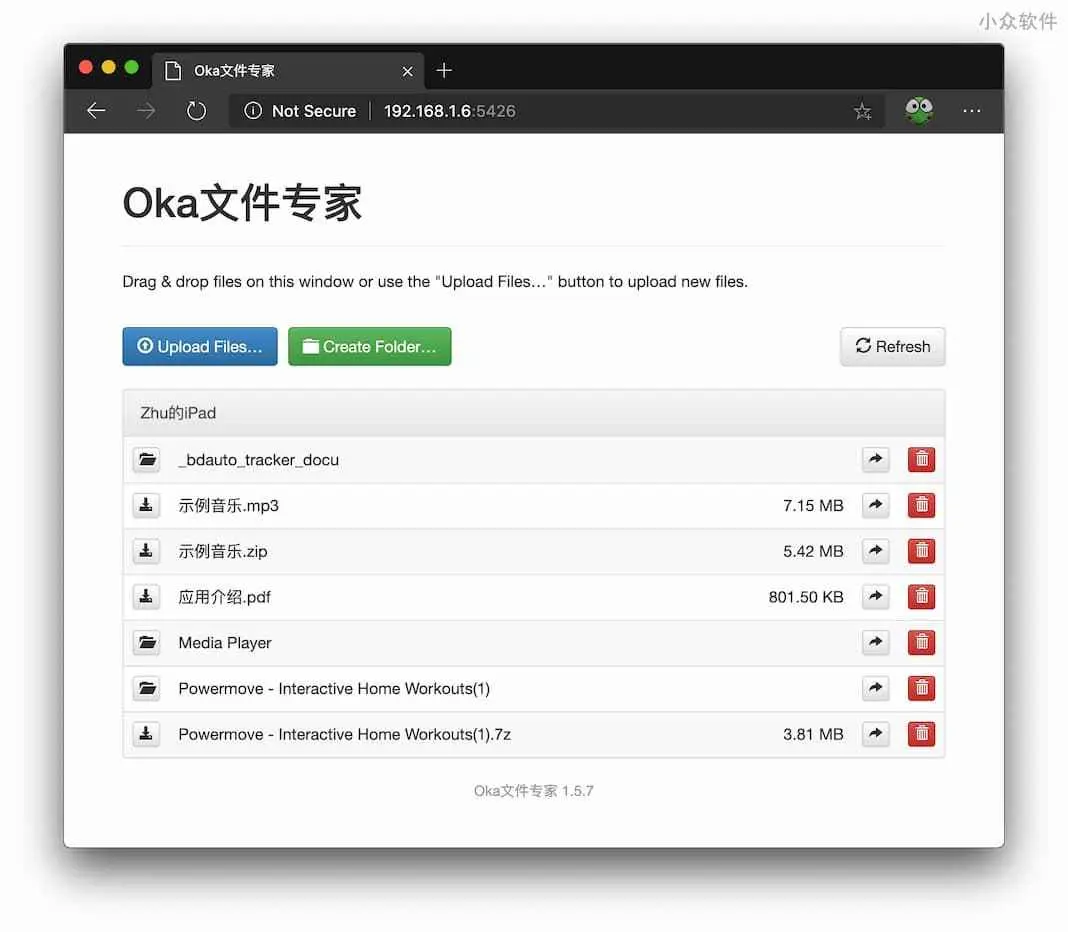 小众软件
Oka文件专家
Not Secure 192.168.1.6:5426
Oka文件专家
Drag & drop files on this window or use the "Upload Files…" button to upload new files.
Upload Files… Create Folder… Refresh
Zhu的iPad
_bdauto_tracker_docu
示例音乐.mp3 7.15 MB
示例音乐.zip 5.42 MB
应用介绍.pdf 801.50 KB
Media Player
Powermove - Interactive Home Workouts(1)
Powermove - Interactive Home Workouts(1).7z 3.81 MB
Oka文件专家 1.5.7